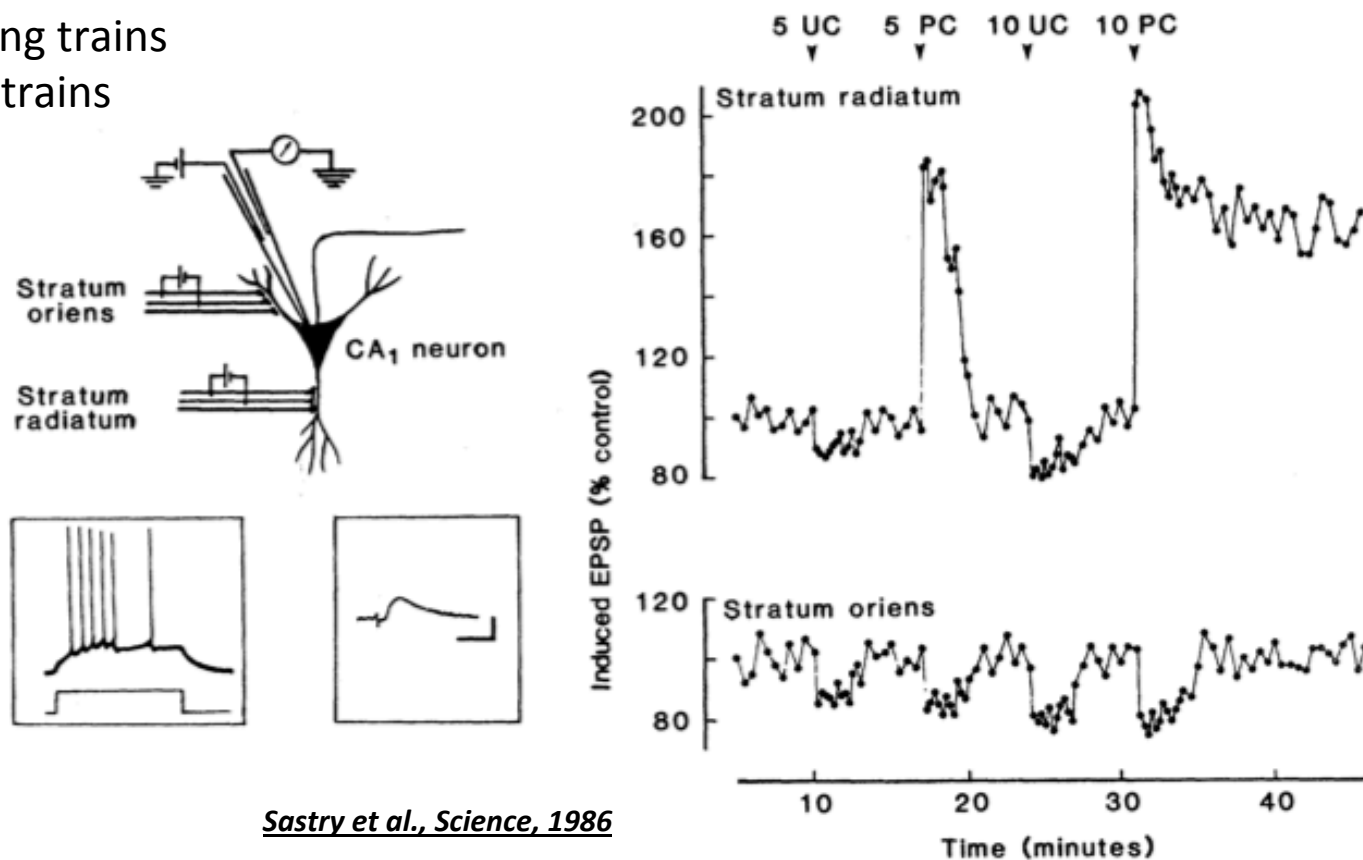 ng trains
trains
Stratum
oriens
CA1 neuron
Stratum
radiatum
5 UC 5 PC 10 UC 10 PC
Stratum radiatum
200
160
120
80
Induced EPSP (% control)
Stratum oriens
120
100
80
10 20 30 40
Time (minutes)
Sastry et al., Science, 1986